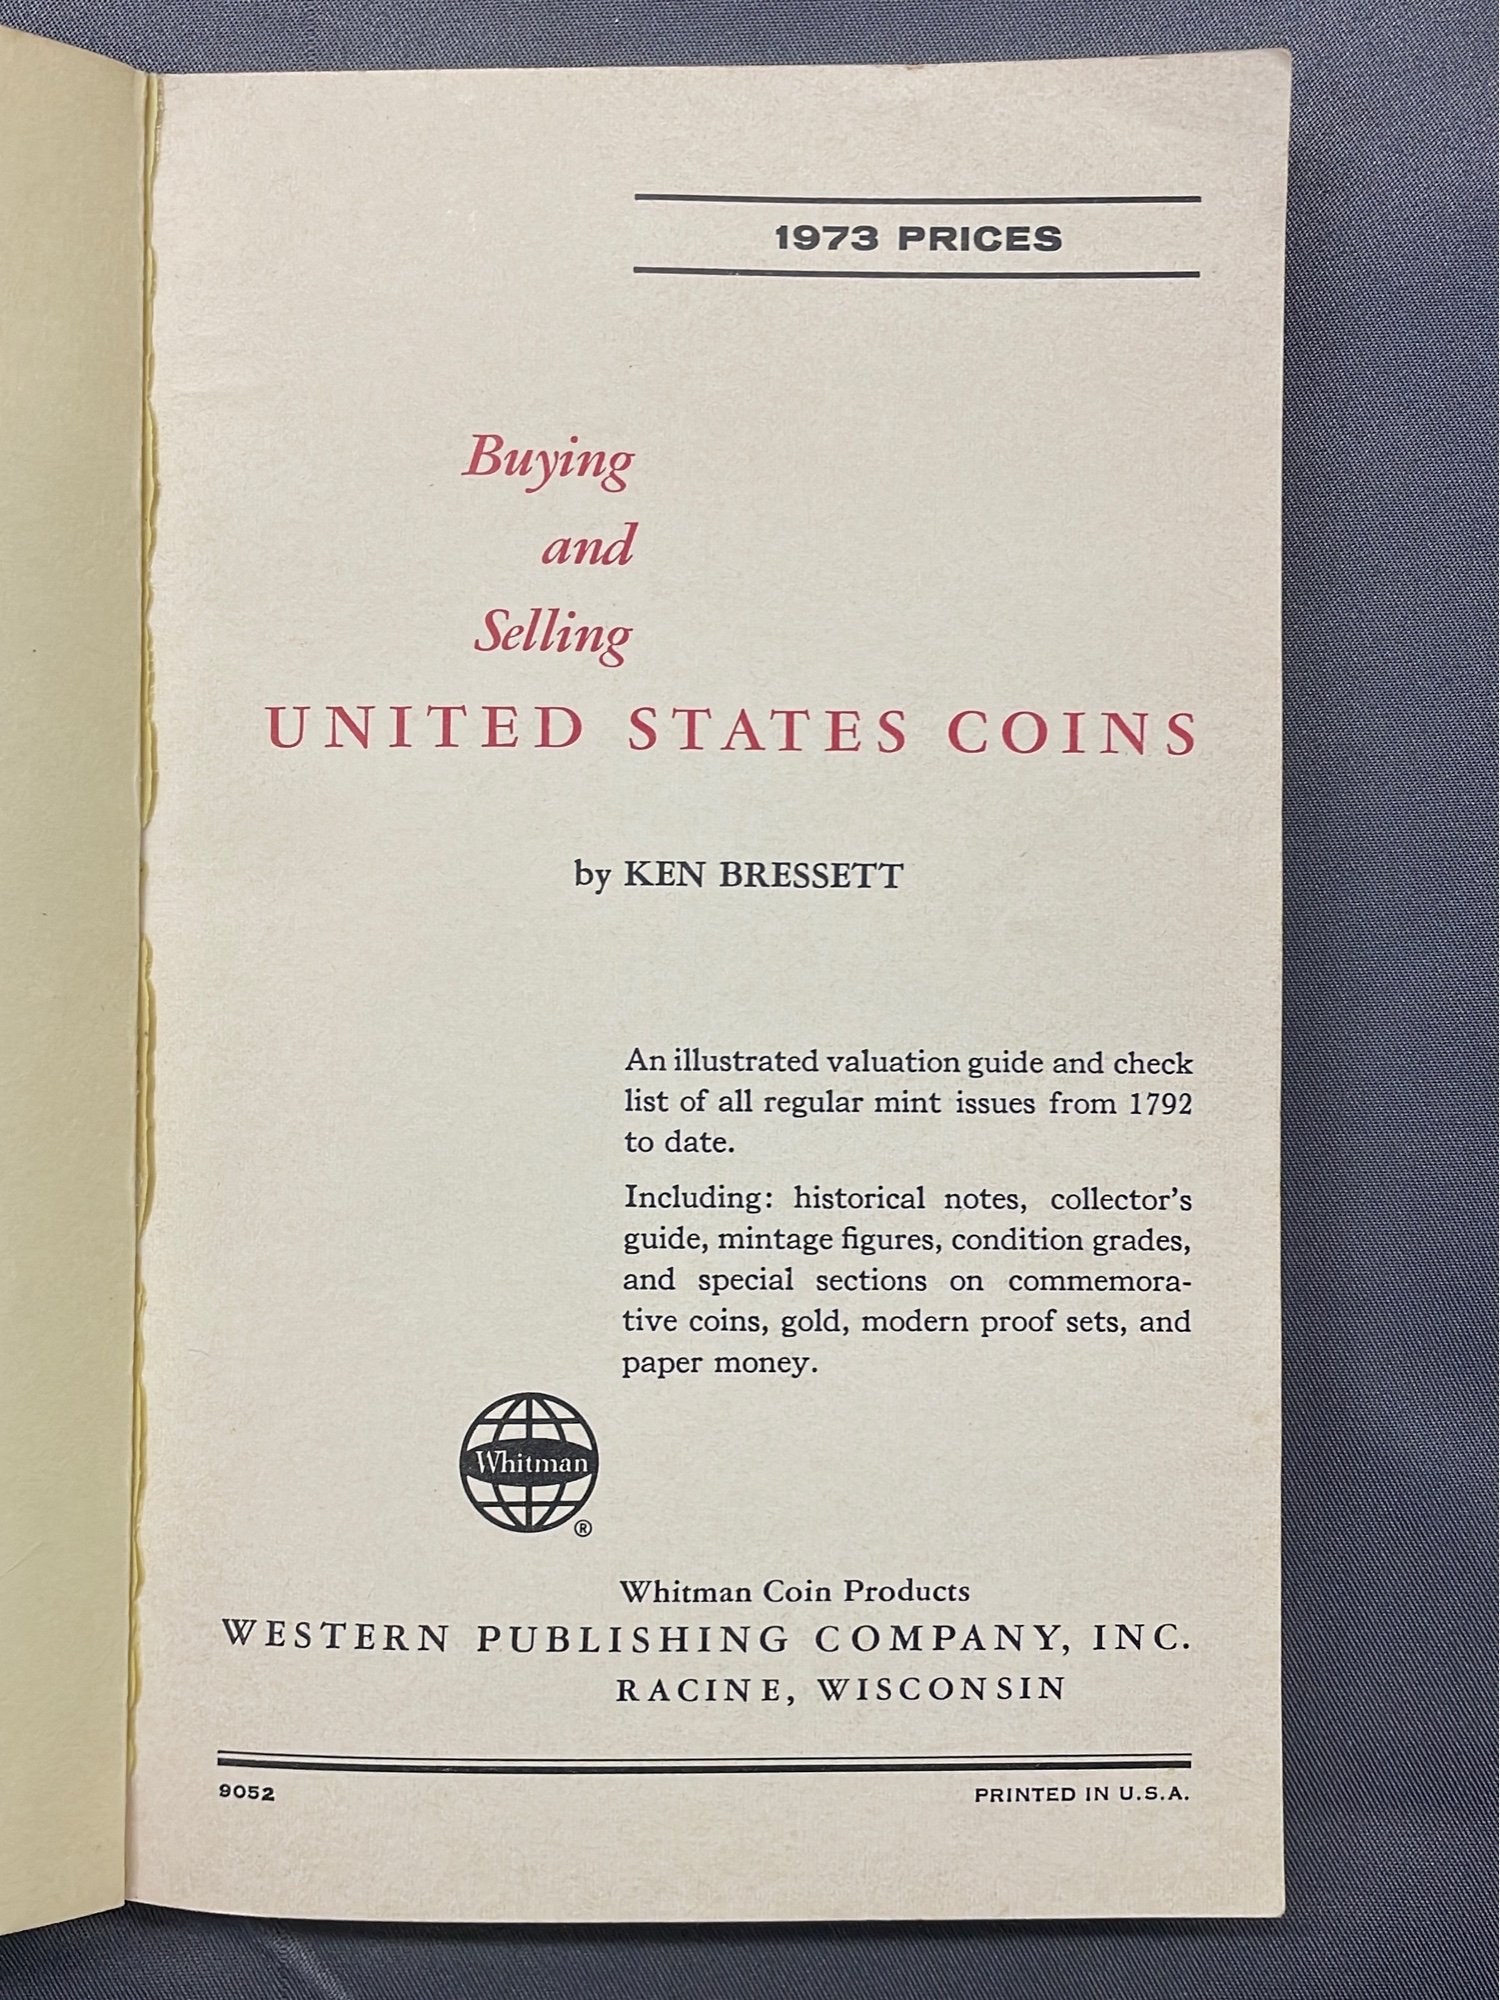 1973 PRICES
Buying
and
Selling
UNITED STATES COINS
by KEN BRESSETT
An illustrated valuation guide and check
list of all regular mint issues from 1792
to date.
Including: historical notes, collector's
guide, mintage figures, condition grades,
and special sections on commemora-
tive coins, gold, modern proof sets, and
paper money.
Whitman
®
Whitman Coin Products
WESTERN PUBLISHING COMPANY, INC.
RACINE, WISCONSIN
9052 PRINTED IN U.S.A.